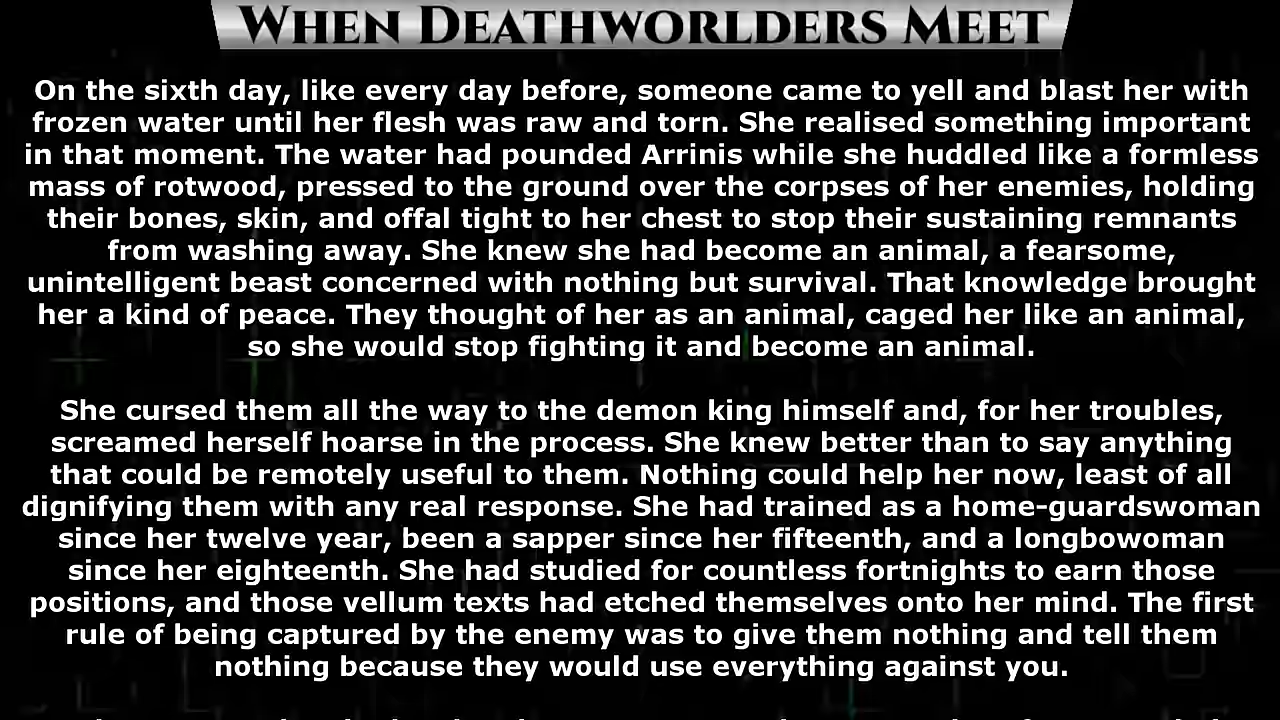 When Deathworlders Meet
On the sixth day, like every day before, someone came to yell and blast her with
frozen water until her flesh was raw and torn. She realised something important
in that moment. The water had pounded Arrinis while she huddled like a formless
mass of rotwood, pressed to the ground over the corpses of her enemies, holding
their bones, skin, and offal tight to her chest to stop their sustaining remnants
from washing away. She knew she had become an animal, a fearsome,
unintelligent beast concerned with nothing but survival. That knowledge brought
her a kind of peace. They thought of her as an animal, caged her like an animal,
so she would stop fighting it and become an animal.
She cursed them all the way to the demon king himself and, for her troubles,
screamed herself hoarse in the process. She knew better than to say anything
that could be remotely useful to them. Nothing could help her now, least of all
dignifying them with any real response. She had trained as a home-guardswoman
since her twelve year, been a sapper since her fifteenth, and a longbowoman
since her eighteenth. She had studied for countless fortnights to earn those
positions, and those vellum texts had etched themselves onto her mind. The first
rule of being captured by the enemy was to give them nothing and tell them
nothing because they would use everything against you.